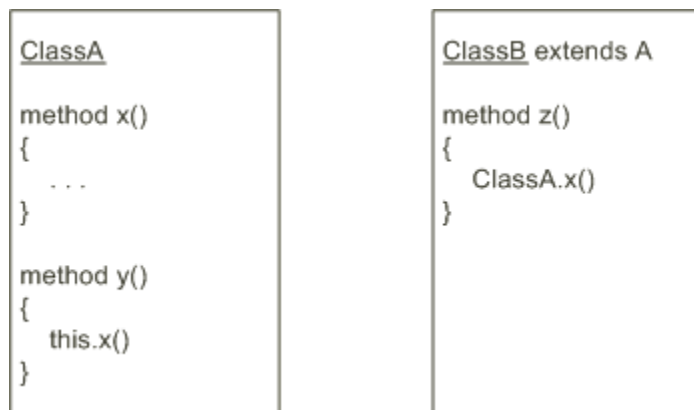 ClassA
method x()
{
. . .
}
method y()
{
this.x()
}
ClassB extends A
method z()
{
ClassA.x()
}